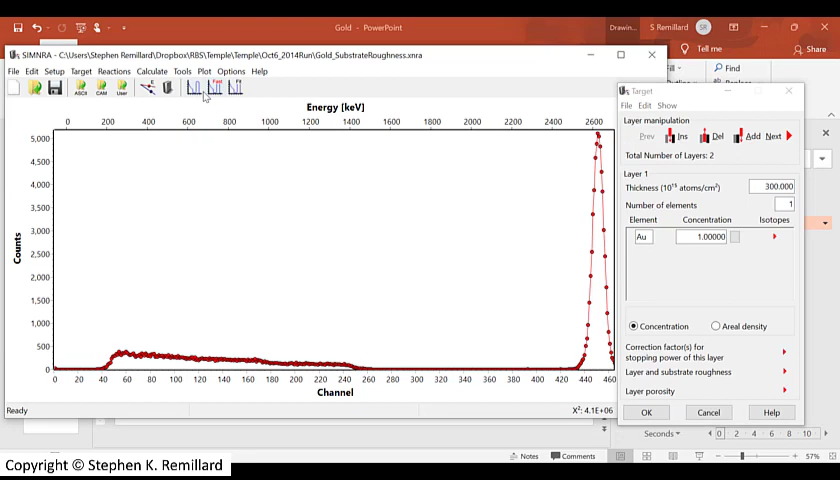 Gold - PowerPoint
Drawin...
S Remillard
SR
Tell me
Share
Find
SIMNRA - C:\Users\Stephen Remillard\Dropbox\RBS\Temple\Temple\Oct6_2014Run\Gold_SubstrateRoughness.xnra
File Edit Setup Target Reactions Calculate Tools Plot Options Help
ASCII CAM User Fast
Energy [keV]
0 200 400 600 800 1000 1200 1400 1600 1800 2000 2200 2400 2600
5,000
4,500
4,000
3,500
3,000
2,500
2,000
1,500
1,000
500
0
Counts
0 20 40 60 80 100 120 140 160 180 200 220 240 260 280 300 320 340 360 380 400 420 440 460
Channel
Ready
X²: 4.1E+06
Target
File Edit Show
Layer manipulation
Prev Ins Del Add Next
Total Number of Layers: 2
Layer 1
Thickness (10¹⁵ atoms/cm²) 300.000
Number of elements 1
Element Concentration Isotopes
Au 1.00000
Concentration Areal density
Correction factor(s) for
stopping power of this layer
Layer and substrate roughness
Layer porosity
OK Cancel Help
Seconds 0 2 4 6 8 10
Notes Comments 57%
Copyright © Stephen K. Remillard